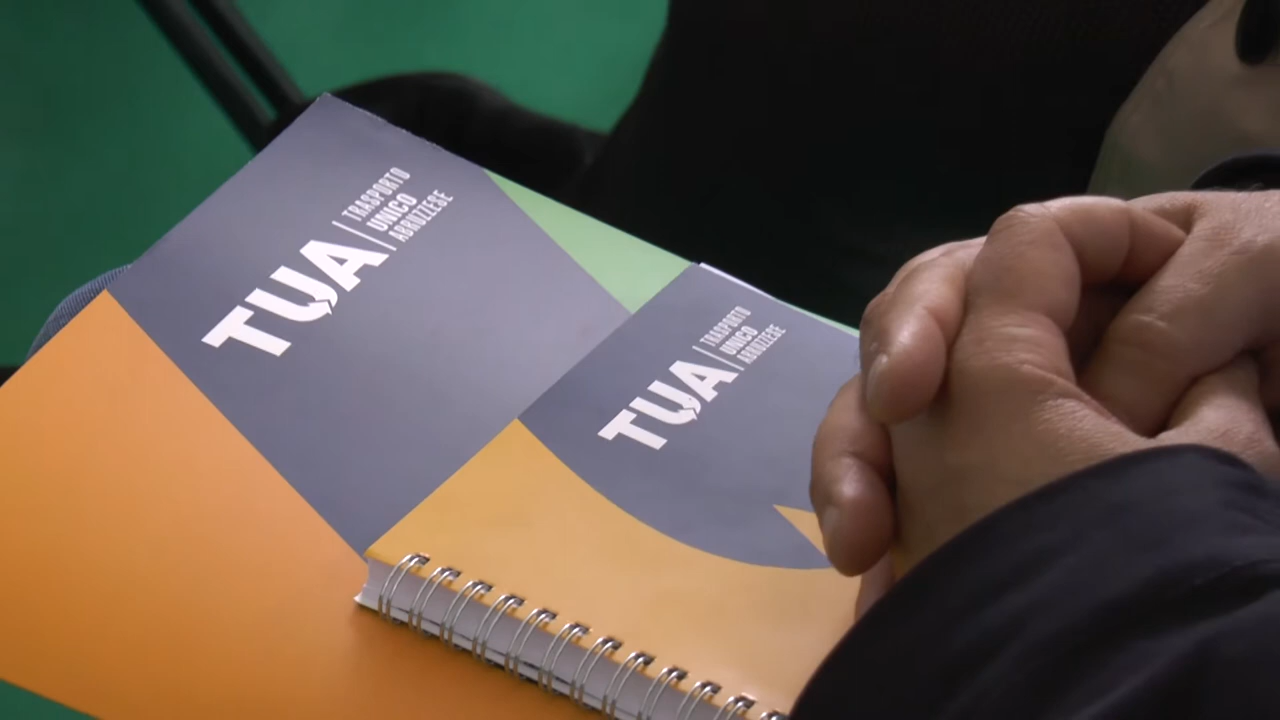 TUA
TRASPORTO
UNICO
ABRUZZESE
TUA
TRASPORTO
UNICO
ABRUZZESE